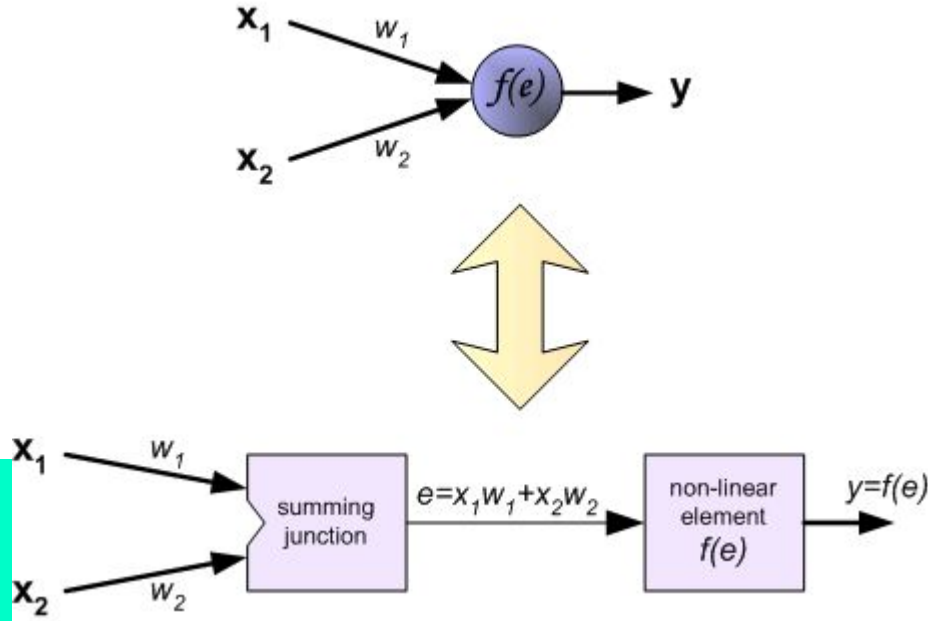 x₁
w₁
f(e)
y
x₂
w₂
x₁
w₁
summing
junction
e=x₁w₁+x₂w₂
non-linear
element
f(e)
y=f(e)
x₂
w₂